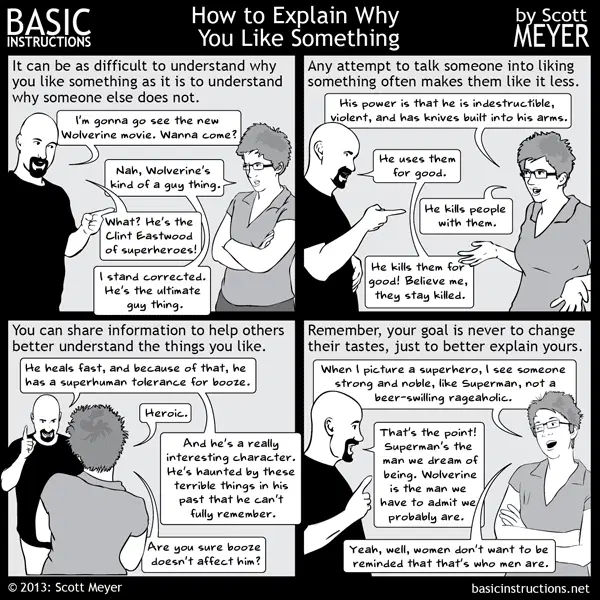 BASIC
INSTRUCTIONS
How to Explain Why
You Like Something
by Scott
MEYER
It can be as difficult to understand why
you like something as it is to understand
why someone else does not.
I'm gonna go see the new
Wolverine movie. Wanna come?
Nah, Wolverine's
kind of a guy thing.
What? He's the
Clint Eastwood
of superheroes!
I stand corrected.
He's the ultimate
guy thing.
Any attempt to talk someone into liking
something often makes them like it less.
His power is that he is indestructible,
violent, and has knives built into his arms.
He uses them
for good.
He kills people
with them.
He kills them for
good! Believe me,
they stay killed.
You can share information to help others
better understand the things you like.
He heals fast, and because of that, he
has a superhuman tolerance for booze.
Heroic.
And he's a really
interesting character.
He's haunted by these
terrible things in his
past that he can't
fully remember.
Are you sure booze
doesn't affect him?
Remember, your goal is never to change
their tastes, just to better explain yours.
When I picture a superhero, I see someone
strong and noble, like Superman, not a
beer-swilling rageaholic.
That's the point!
Superman's the
man we dream of
being. Wolverine
is the man we
have to admit we
probably are.
Yeah, well, women don't want to be
reminded that that's who men are.
© 2013: Scott Meyer
basicinstructions.net